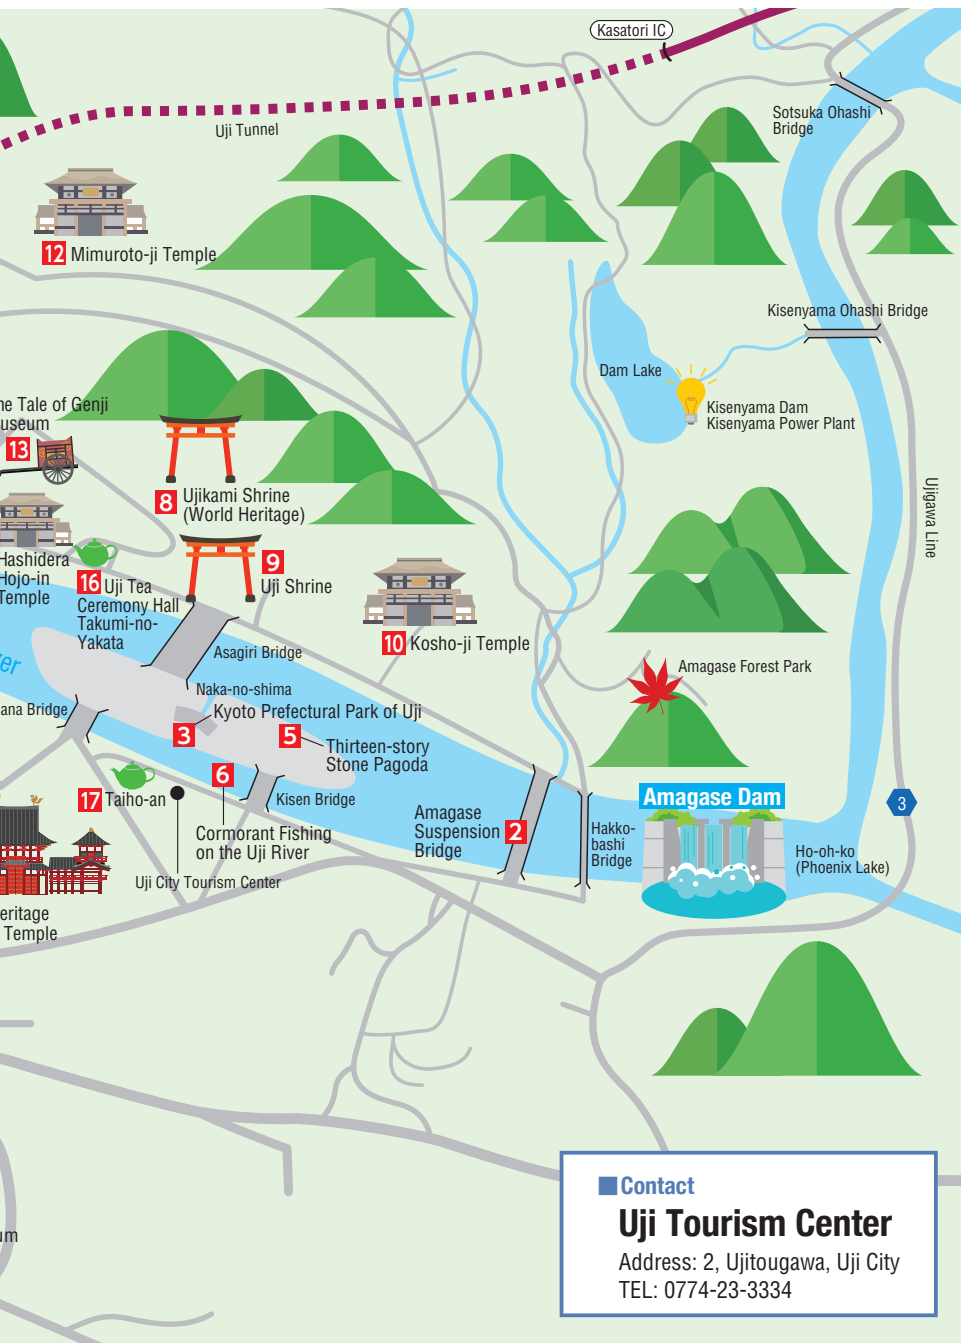 Kasatori IC
Uji Tunnel
Sotsuka Ohashi
Bridge
12 Mimuroto-ji Temple
Kisenyama Ohashi Bridge
Dam Lake
Kisenyama Dam
Kisenyama Power Plant
he Tale of Genji
useum
13
8 Ujikami Shrine
(World Heritage)
Ujigawa Line
9
Uji Shrine
Hashidera
Hojo-in
Temple
16 Uji Tea
Ceremony Hall
Takumi-no-
Yakata
10 Kosho-ji Temple
Asagiri Bridge
Amagase Forest Park
ver
Naka-no-shima
ana Bridge
Kyoto Prefectural Park of Uji
3
5
Thirteen-story
Stone Pagoda
6
17 Taiho-an
Kisen Bridge
Amagase Dam
3
Cormorant Fishing
on the Uji River
Amagase
Suspension
Bridge
2
Hakko-
bashi
Bridge
Ho-oh-ko
(Phoenix Lake)
Uji City Tourism Center
eritage
Temple
um
Contact
Uji Tourism Center
Address: 2, Ujitougawa, Uji City
TEL: 0774-23-3334